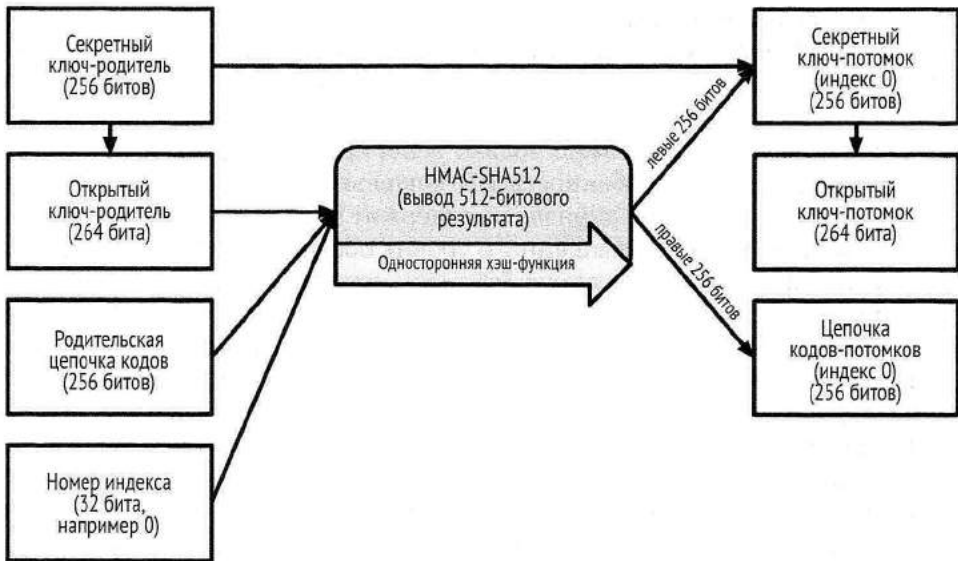 Секретный
ключ-родитель
(256 битов)
Открытый
ключ-родитель
(264 бита)
Родительская
цепочка кодов
(256 битов)
Номер индекса
(32 бита,
например 0)
HMAC-SHA512
(вывод 512-битового
результата)
Односторонняя хэш-функция
левые 256 битов
правые 256 битов
Секретный
ключ-потомок
(индекс 0)
(256 битов)
Открытый
ключ-потомок
(264 бита)
Цепочка
кодов-потомков
(индекс 0)
(256 битов)